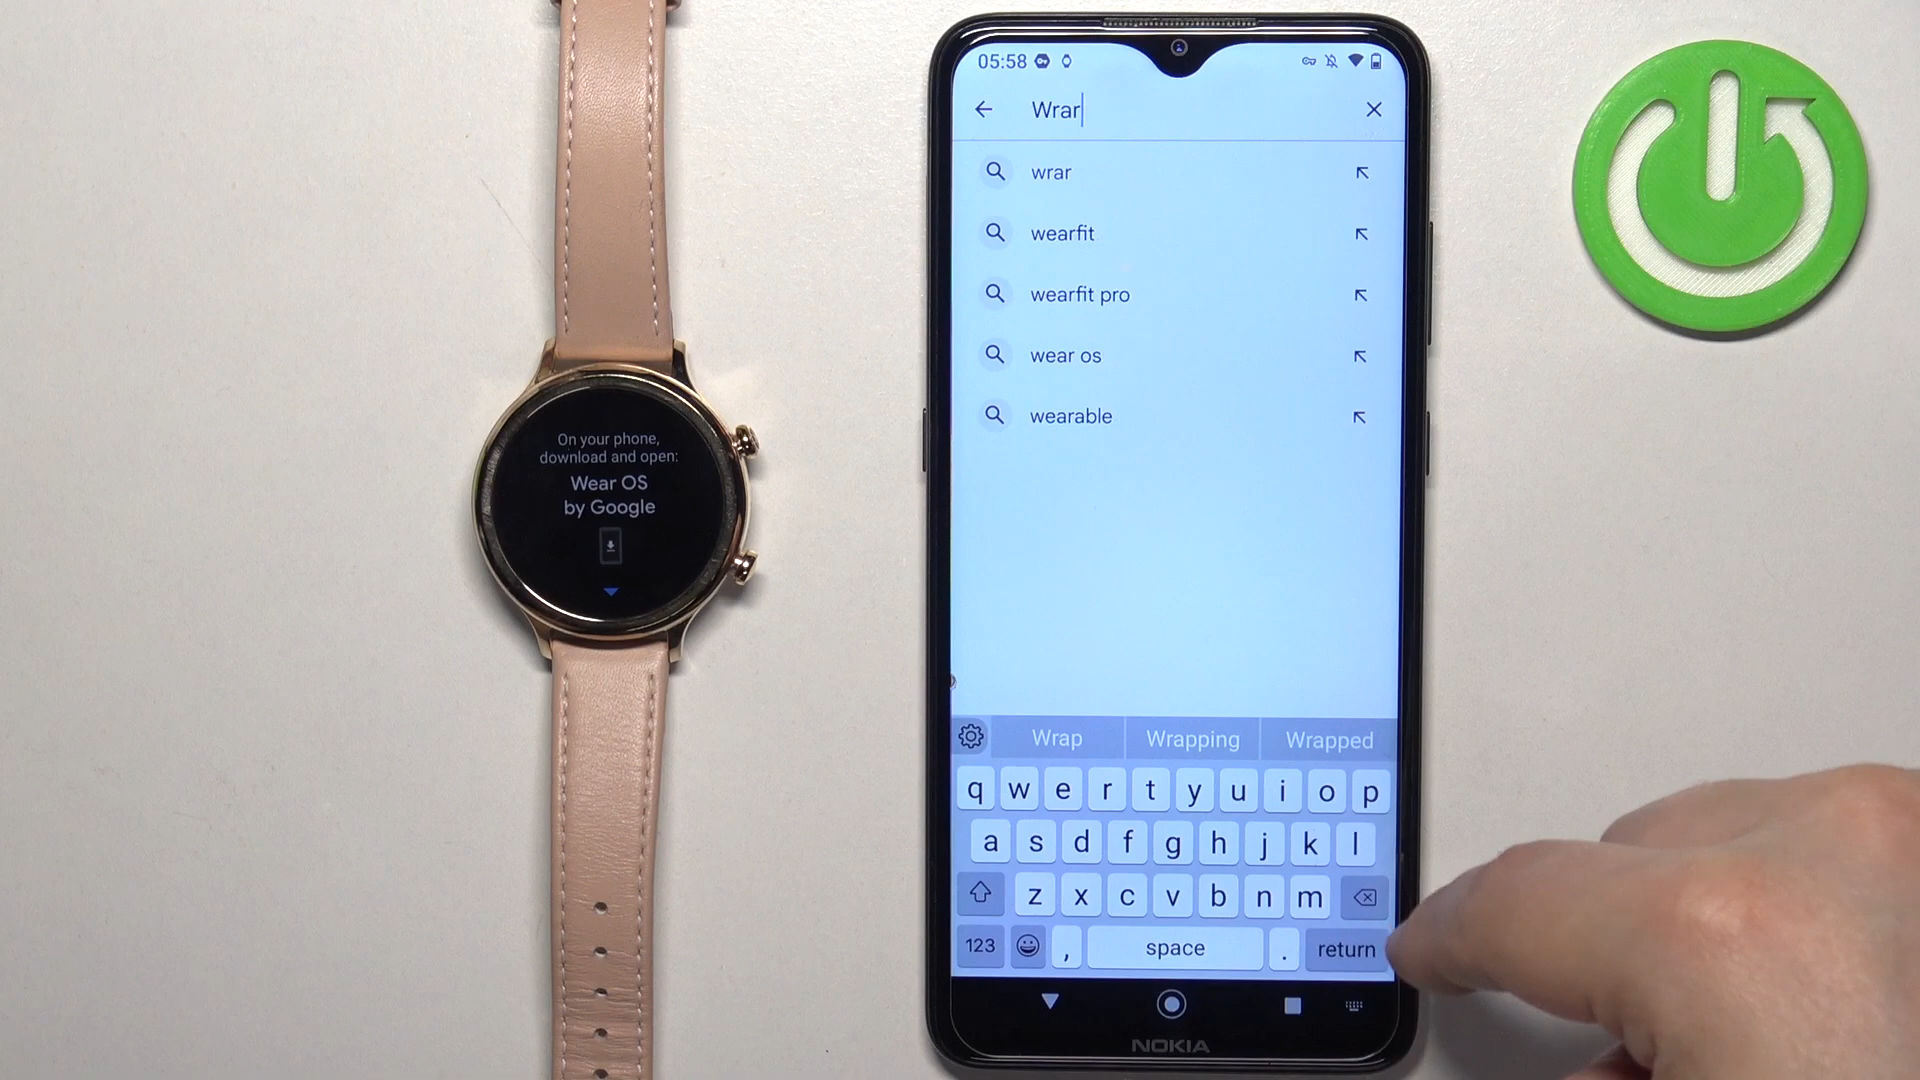 On your phone,
download and open:
Wear OS
by Google
05:58
Wrar
wrar
wearfit
wearfit pro
wear os
wearable
Wrap Wrapping Wrapped
q w e r t y u i o p
a s d f g h j k l
z x c v b n m
123 , space . return
NOKIA